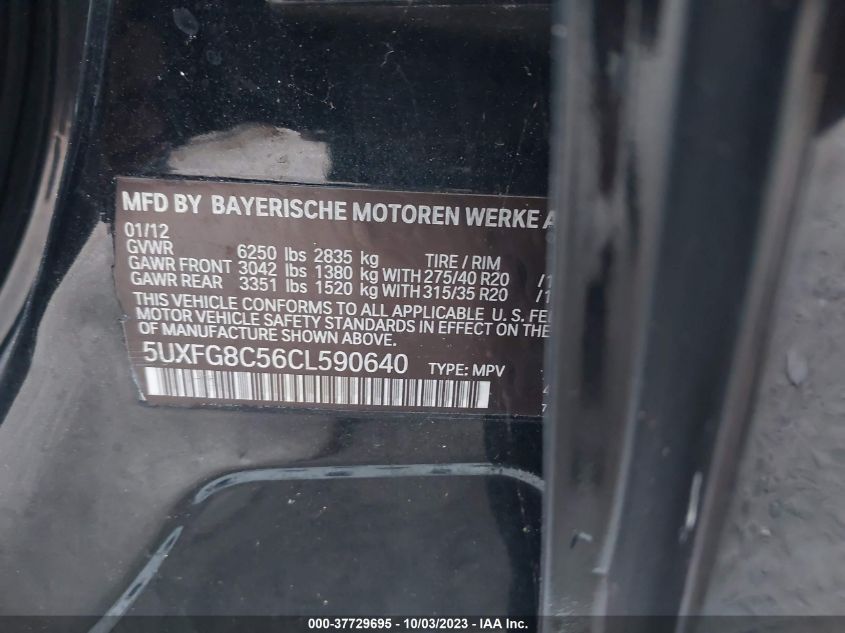 MFD BY BAYERISCHE MOTOREN WERKE A
01/12
GVWR 6250 lbs 2835 kg TIRE / RIM
GAWR FRONT 3042 lbs 1380 kg WITH 275/40 R20 /1
GAWR REAR 3351 lbs 1520 kg WITH 315/35 R20 /1
THIS VEHICLE CONFORMS TO ALL APPLICABLE U. S. FE
MOTOR VEHICLE SAFETY STANDARDS IN EFFECT ON THE
OF MANUFACTURE SHOWN ABOVE.
5UXFG8C56CL590640 TYPE: MPV
000-37729695 - 10/03/2023 -